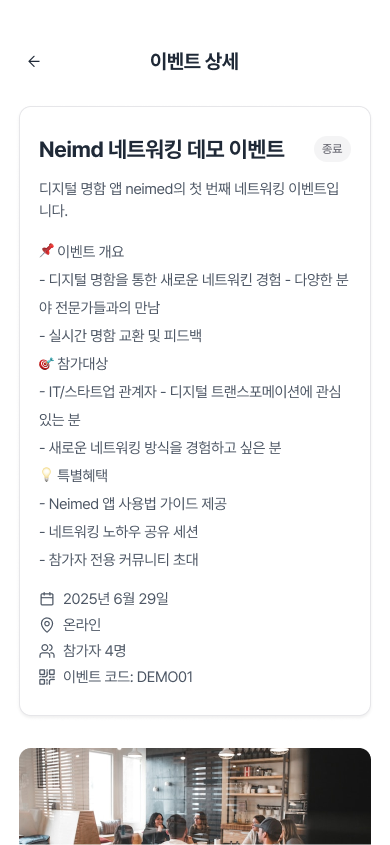 이벤트 상세
Neimd 네트워킹 데모 이벤트
종료
디지털 명함 앱 neimed의 첫 번째 네트워킹 이벤트입
니다.
📌 이벤트 개요
- 디지털 명함을 통한 새로운 네트워킨 경험 - 다양한 분
야 전문가들과의 만남
- 실시간 명함 교환 및 피드백
🎯 참가대상
- IT/스타트업 관계자 - 디지털 트랜스포메이션에 관심
있는 분
- 새로운 네트워킹 방식을 경험하고 싶은 분
💡 특별혜택
- Neimed 앱 사용법 가이드 제공
- 네트워킹 노하우 공유 세션
- 참가자 전용 커뮤니티 초대
2025년 6월 29일
온라인
참가자 4명
이벤트 코드: DEMO01